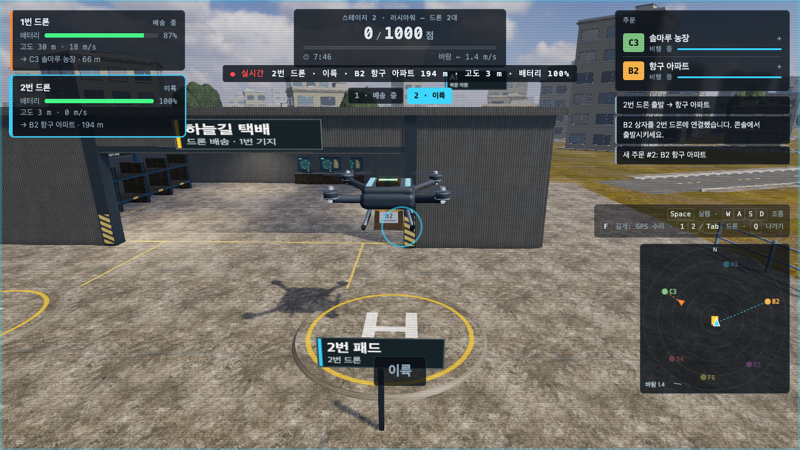 1번 드론 배송 중
배터리 87%
고도 30 m · 18 m/s
→ C3 솔마루 농장 · 66 m
2번 드론 이륙
배터리 100%
고도 3 m · 0 m/s
→ B2 항구 아파트 · 194 m
스테이지 2 · 러시아워 — 드론 2대
0/1000점
7:46 바람 ← 1.4 m/s
● 실시간 2번 드론 · 이륙 · B2 항구 아파트 194 m · 고도 3 m · 배터리 100%
1 · 배송 중 2 · 이륙
주문
C3 솔마루 농장
비행 중
B2 항구 아파트
비행 중
2번 드론 출발 → 항구 아파트
B2 상자를 2번 드론에 연결했습니다. 콘솔에서
출발시키세요.
새 주문 #2: B2 항구 아파트
Space 실행 · W A S D 조종
F 길게: GPS 수리 · 1 2 / Tab 드론 · Q 나가기
하늘길 택배
드론 배송 · 1번 기지
B2
H
2번 패드
2번 드론
이륙
N
C3
B2
F6
바람 1.4